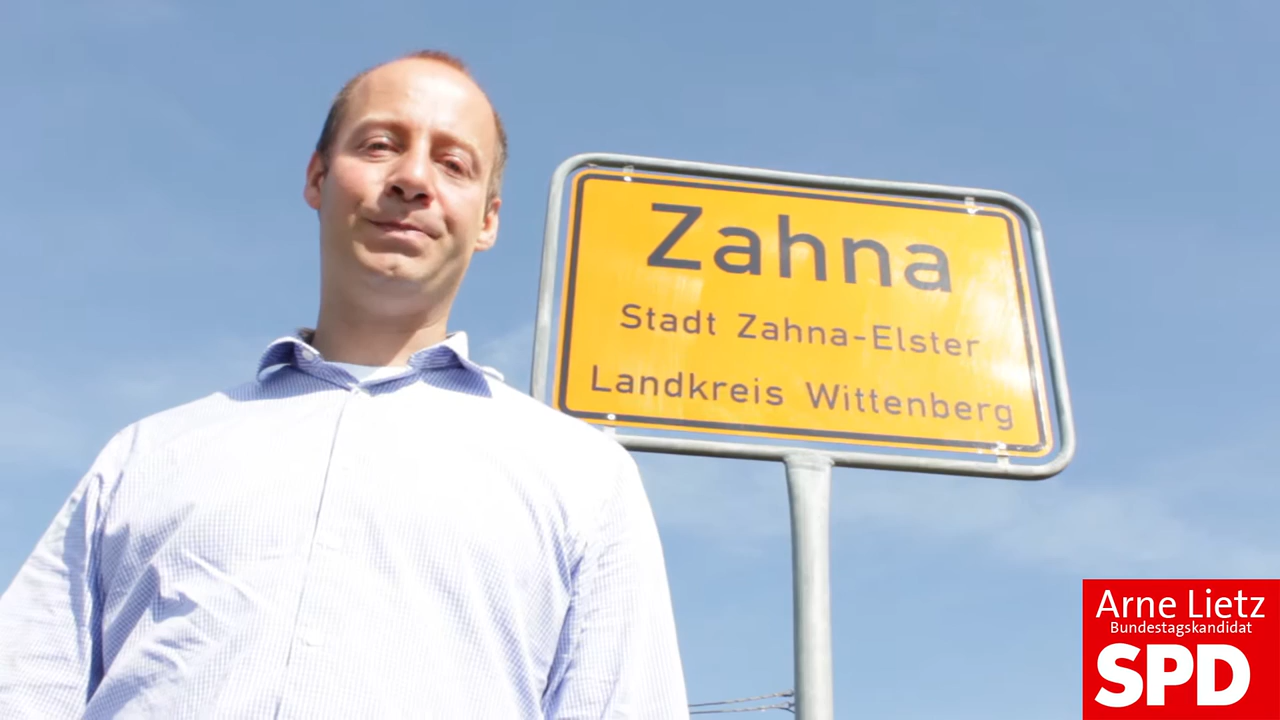 Zahna
Stadt Zahna-Elster
Landkreis Wittenberg
Arne Lietz
Bundestagskandidat
SPD